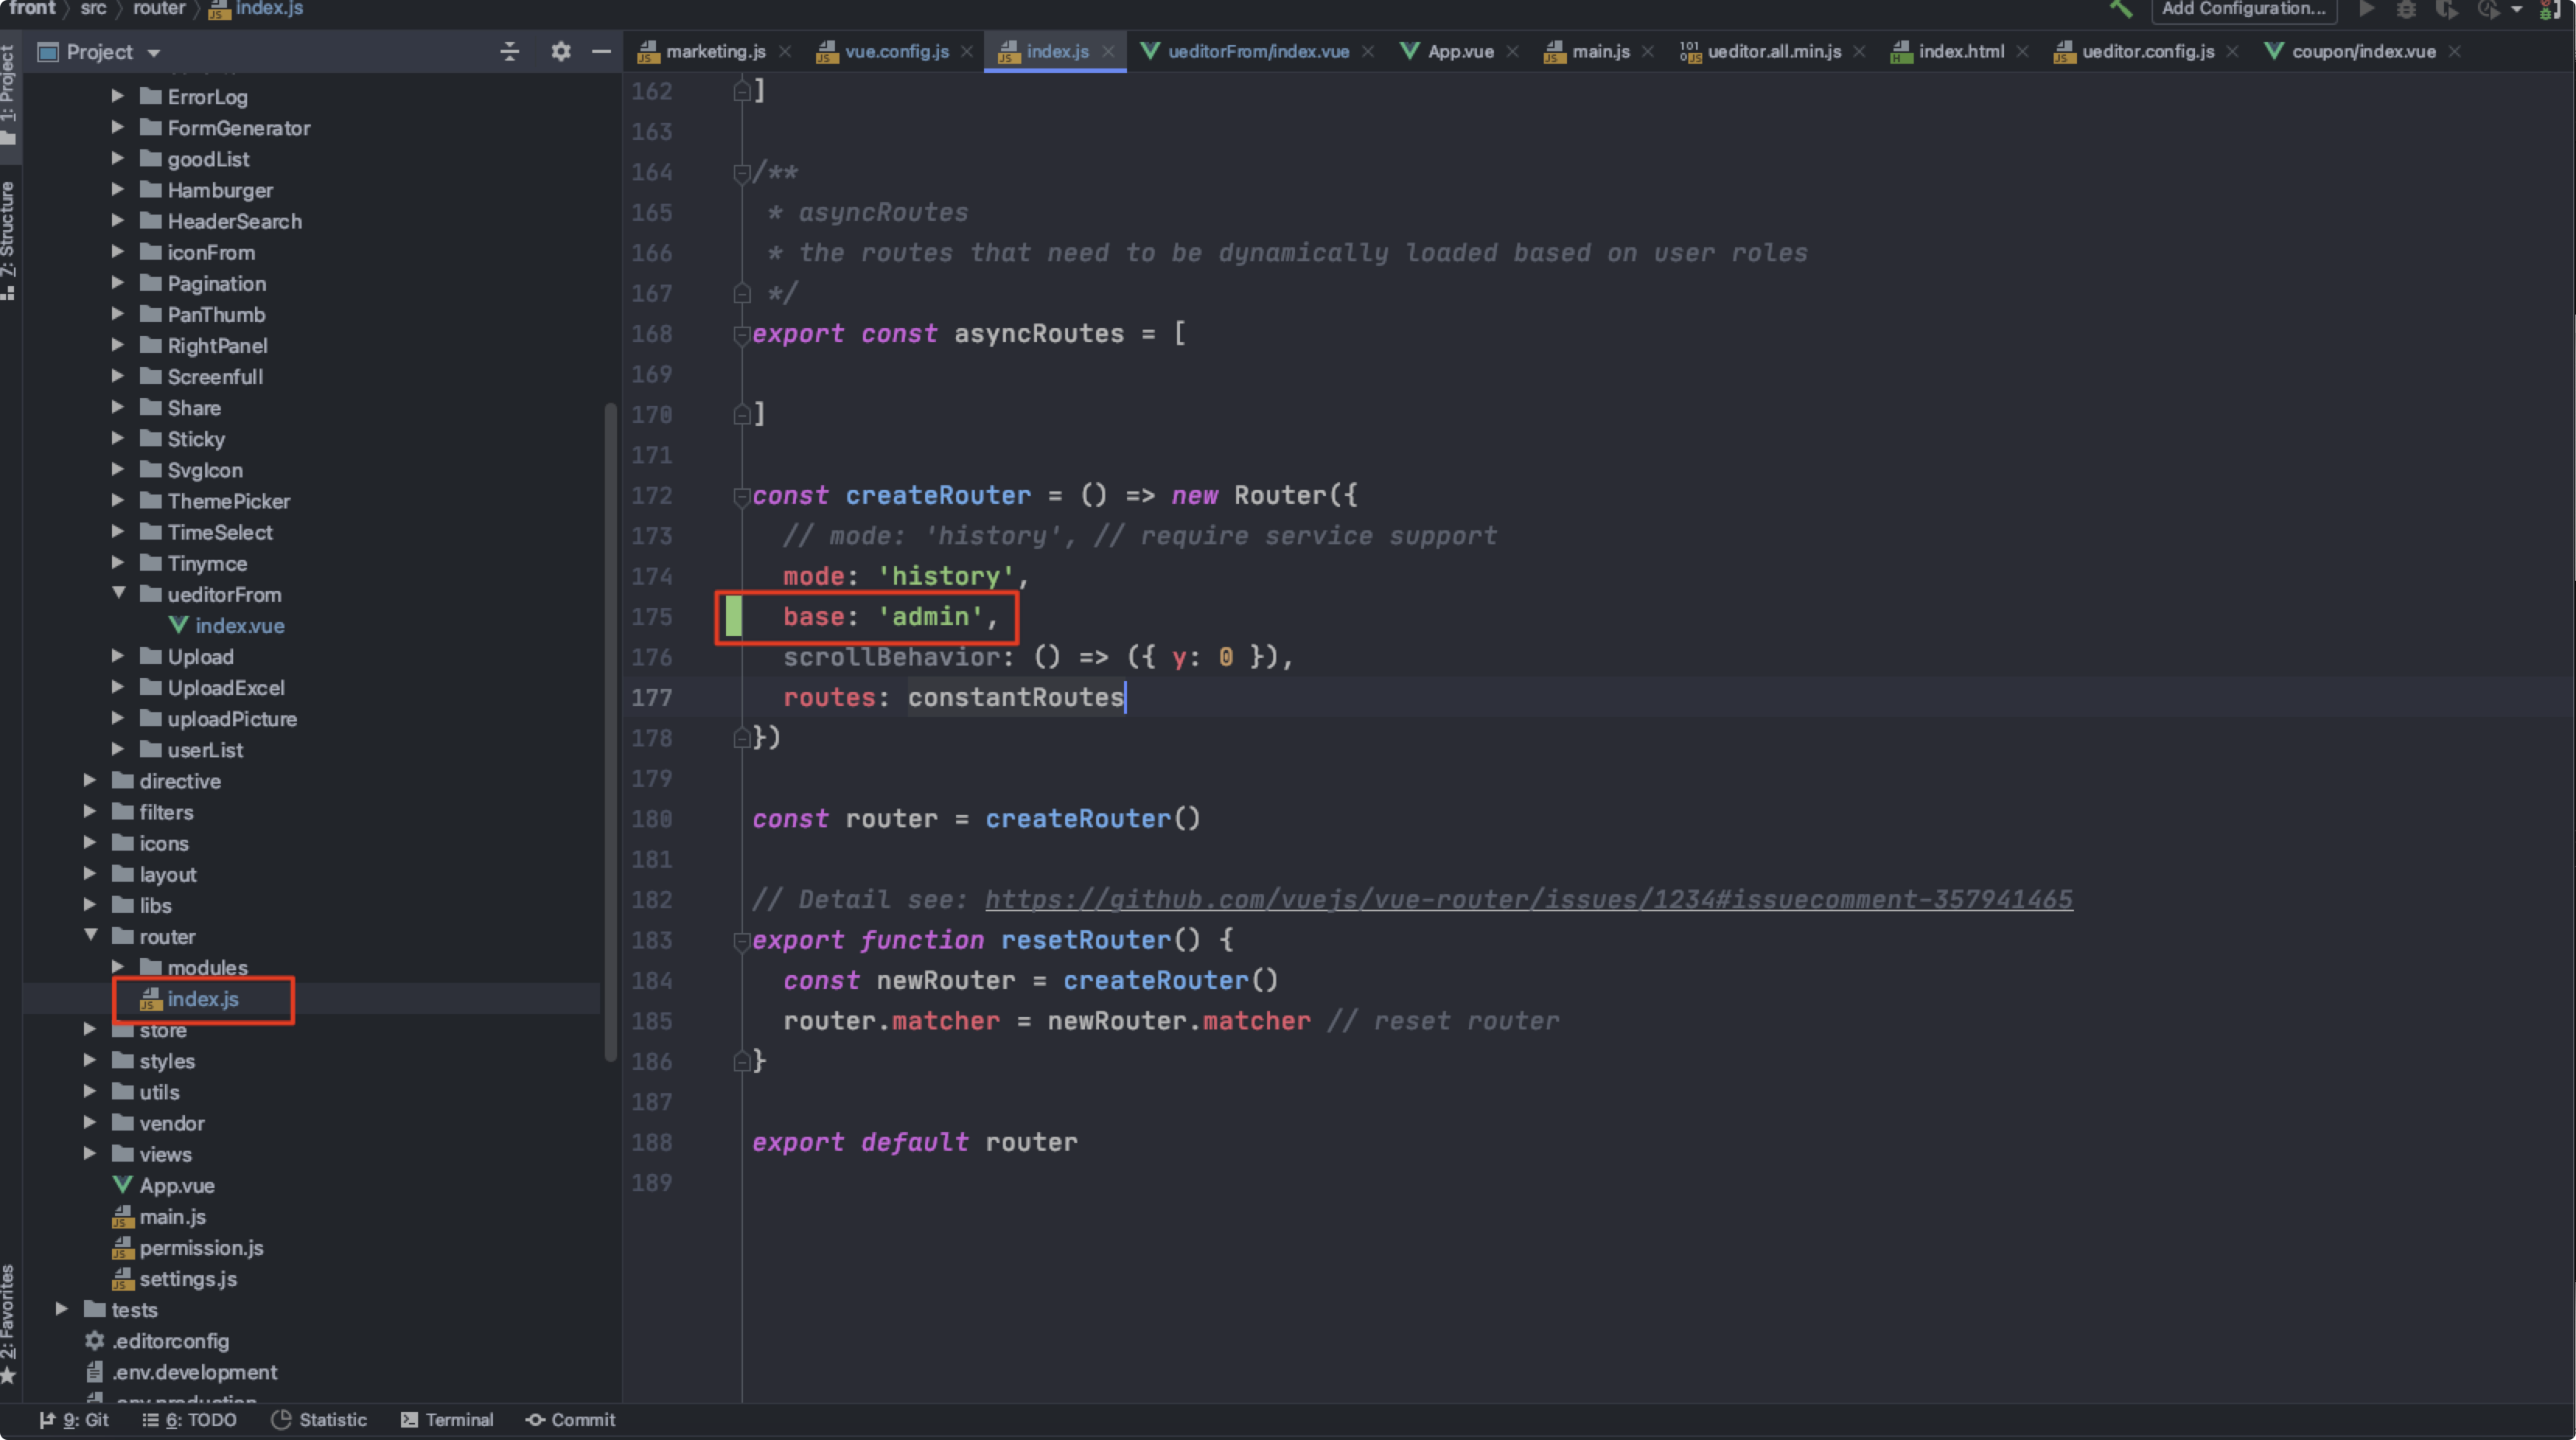 front src router index.js
Add Configuration...
Project
marketing.js
vue.config.js
index.js
ueditorFrom/index.vue
App.vue
main.js
ueditor.all.min.js
index.html
ueditor.config.js
coupon/index.vue
1: Project
Z: Structure
2: Favorites
ErrorLog
FormGenerator
goodList
Hamburger
HeaderSearch
iconFrom
Pagination
PanThumb
RightPanel
Screenfull
Share
Sticky
SvgIcon
ThemePicker
TimeSelect
Tinymce
ueditorFrom
index.vue
Upload
UploadExcel
uploadPicture
userList
directive
filters
icons
layout
libs
router
modules
index.js
store
styles
utils
vendor
views
App.vue
main.js
permission.js
settings.js
tests
.editorconfig
.env.development
.env.production
162 ]
163
164 /**
165 * asyncRoutes
166 * the routes that need to be dynamically loaded based on user roles
167 */
168 export const asyncRoutes = [
169
170 ]
171
172 const createRouter = () => new Router({
173 // mode: 'history', // require service support
174 mode: 'history',
175 base: 'admin',
176 scrollBehavior: () => ({ y: 0 }),
177 routes: constantRoutes
178 })
179
180 const router = createRouter()
181
182 // Detail see: https://github.com/vuejs/vue-router/issues/1234#issuecomment-357941465
183 export function resetRouter() {
184 const newRouter = createRouter()
185 router.matcher = newRouter.matcher // reset router
186 }
187
188 export default router
189
9: Git
6: TODO
Statistic
Terminal
Commit